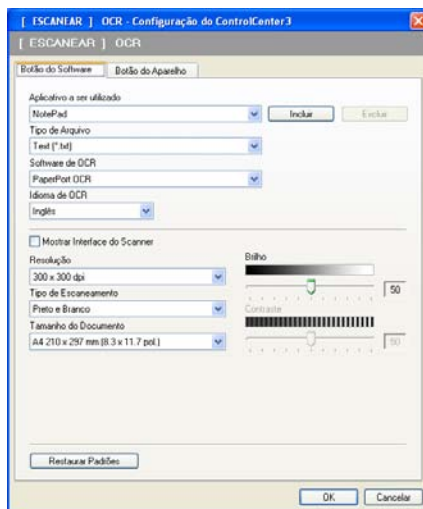 [ ESCANEAR ] OCR - Configuração do ControlCenter3
[ ESCANEAR ] OCR
Botão do Software Botão do Aparelho
Aplicativo a ser utilizado
NotePad Incluir Excluir
Tipo de Arquivo
Text (*.txt)
Software de OCR
PaperPort OCR
Idioma de OCR
Inglês
Mostrar Interface do Scanner
Resolução Brilho
300 x 300 dpi 50
Tipo de Escaneamento
Preto e Branco Contraste
Tamanho do Documento
A4 210 x 297 mm (8.3 x 11.7 pol.) 50
Restaurar Padrões
OK Cancelar